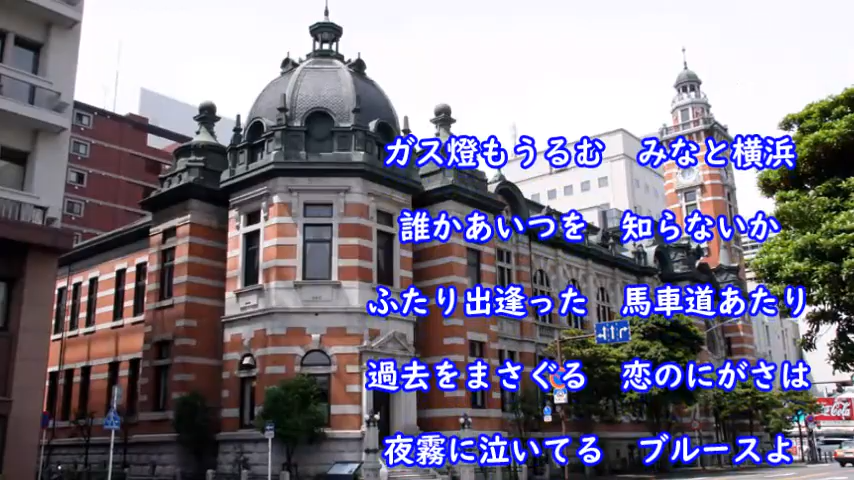 ガス燈もうるむ　みなと横浜
誰かあいつを　知らないか
ふたり出逢った　馬車道あたり
過去をまさぐる　恋のにがさは
夜霧に泣いてる　ブルースよ
Coca-Cola